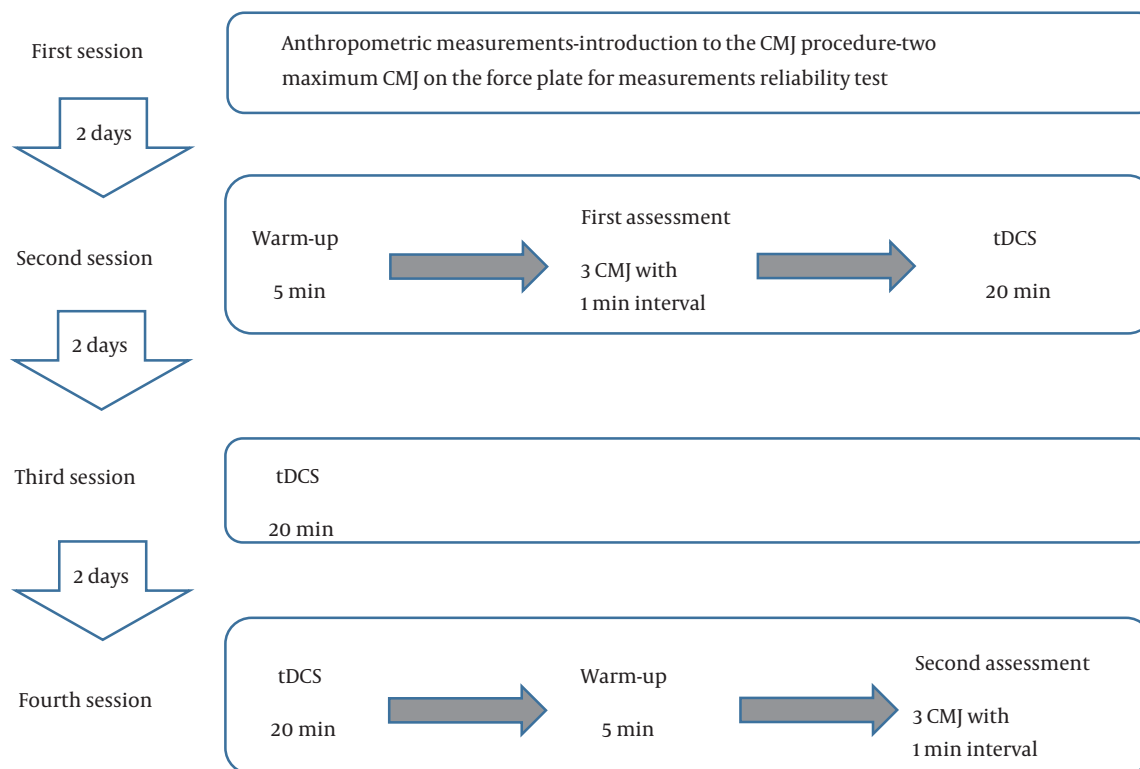 First session
Anthropometric measurements-introduction to the CMJ procedure-two
maximum CMJ on the force plate for measurements reliability test
2 days
Second session
Warm-up
5 min
First assessment
3 CMJ with
1 min interval
tDCS
20 min
2 days
Third session
tDCS
20 min
2 days
Fourth session
tDCS
20 min
Warm-up
5 min
Second assessment
3 CMJ with
1 min interval